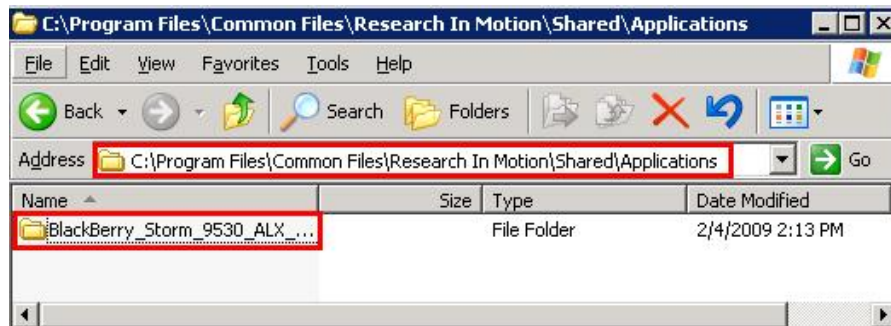 C:\Program Files\Common Files\Research In Motion\Shared\Applications
File Edit View Favorites Tools Help
Back Search Folders
Address C:\Program Files\Common Files\Research In Motion\Shared\Applications Go
Name Size Type Date Modified
BlackBerry_Storm_9530_ALX_... File Folder 2/4/2009 2:13 PM